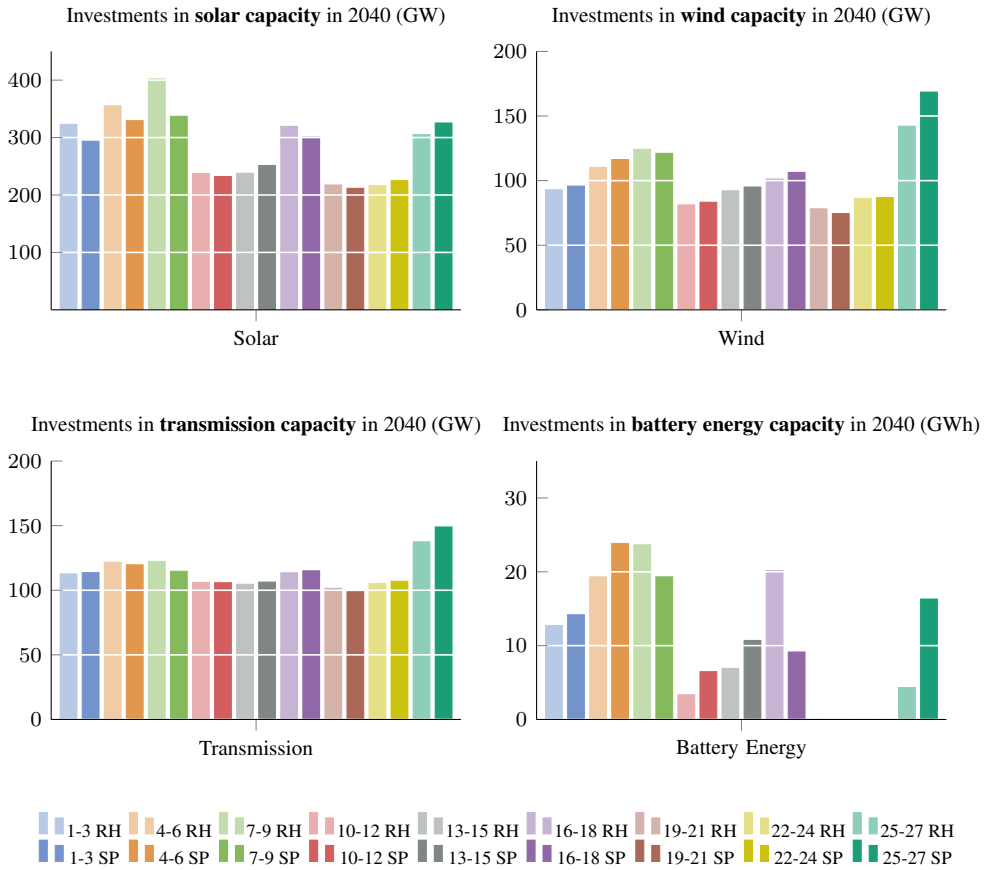 Investments in solar capacity in 2040 (GW)
400
300
200
100
Solar
Investments in wind capacity in 2040 (GW)
200
150
100
50
0
Wind
Investments in transmission capacity in 2040 (GW)
200
150
100
50
0
Transmission
Investments in battery energy capacity in 2040 (GWh)
30
20
10
0
Battery Energy
1-3 RH 4-6 RH 7-9 RH 10-12 RH 13-15 RH 16-18 RH 19-21 RH 22-24 RH 25-27 RH
1-3 SP 4-6 SP 7-9 SP 10-12 SP 13-15 SP 16-18 SP 19-21 SP 22-24 SP 25-27 SP